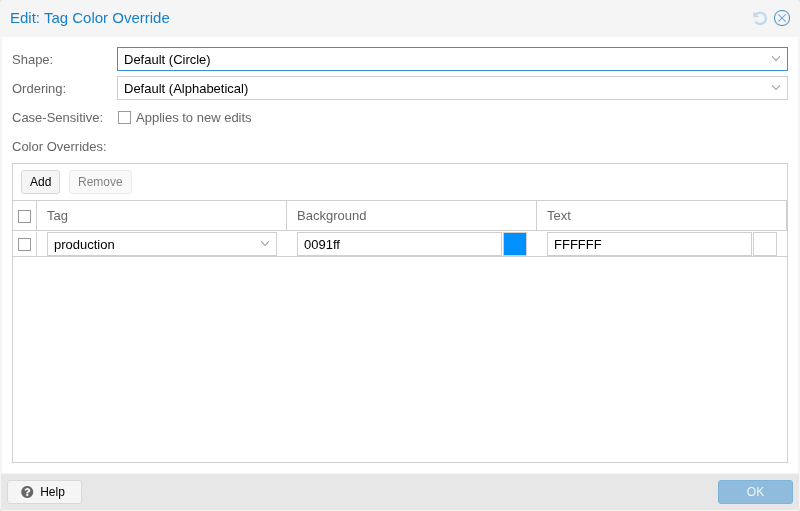 Edit: Tag Color Override
Shape: Default (Circle)
Ordering: Default (Alphabetical)
Case-Sensitive: Applies to new edits
Color Overrides:
Add Remove
Tag Background Text
production 0091ff FFFFFF
Help OK